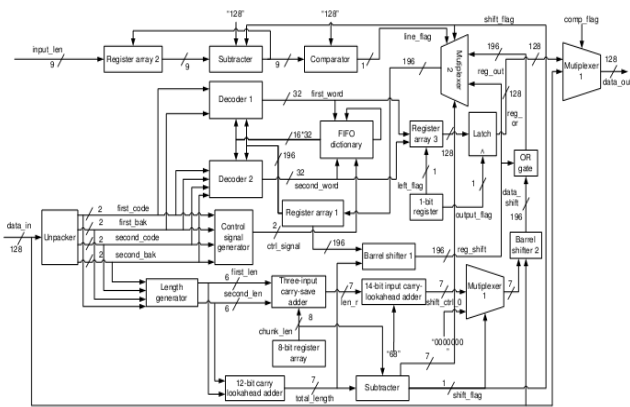 "128"
"128"
shift_flag
comp_flag
input_len
9
Register array 2
9
Subtracter
9
Comparator
1
line_flag
196
Mutiplexer 2
196
reg_out
128
Mutiplexer 1
128
data_ou
Decoder 1
32
first_word
128
reg_or
16*32
FIFO dictionary
Register array 3
128
Latch
196
Decoder 2
32
second_word
OR gate
left_flag
1
1
data_shift
196
1-bit register
output_flag
2
first_code
2
first_bak
2
second_code
2
second_bak
data_in
128
Unpacker
Control signal generator
2
ctrl_signal
Register array 1
196
Barrel shifter 1
196
reg_shift
Barrel shifter 2
Length generator
6
first_len
second_len
6
Three-input carry-save adder
7
len_r
14-bit input carry-lookahead adder
7
shift_ctrl_0
Mutiplexer 1
7
chunk_len
8
8-bit register array
"68"
7
"0000000"
12-bit carry lookahead adder
7
total_length
Subtracter
1
shift_flag